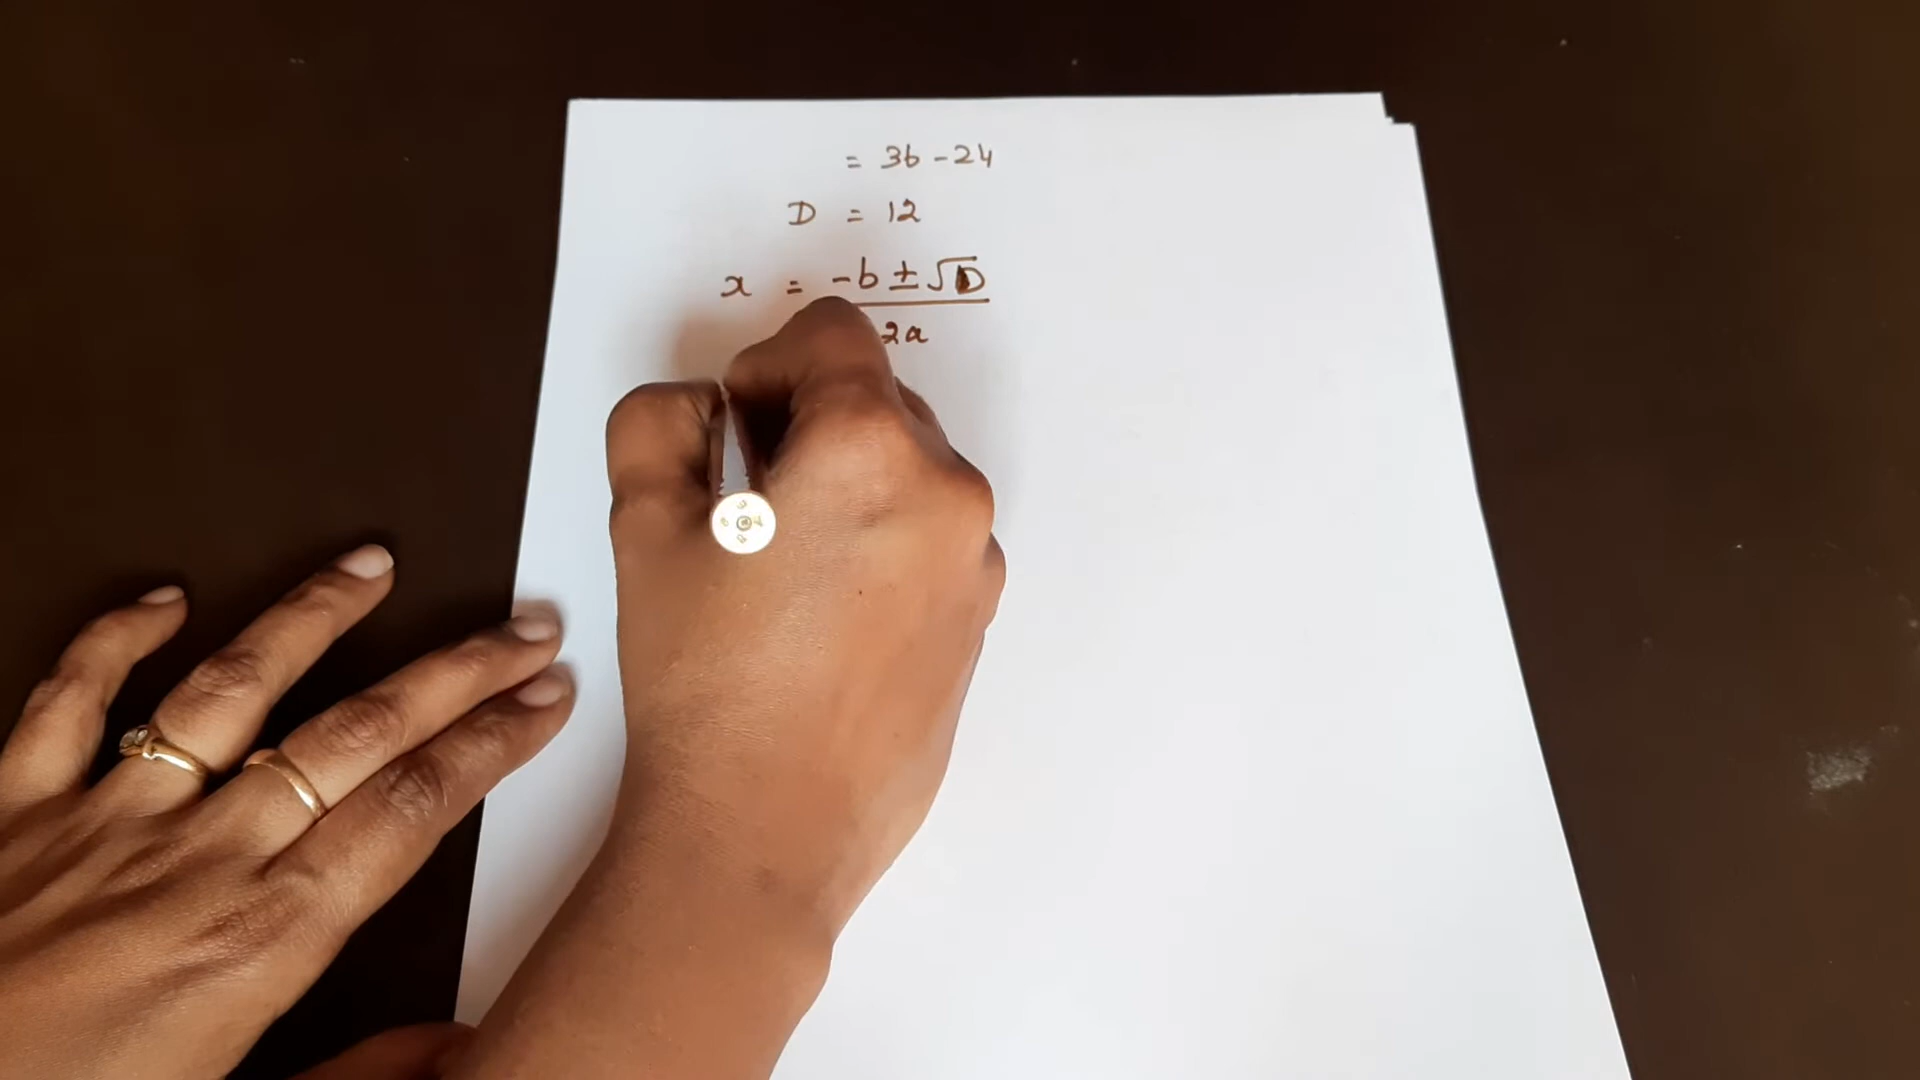 = 36 - 24
D = 12
x = -b ± √D
2a